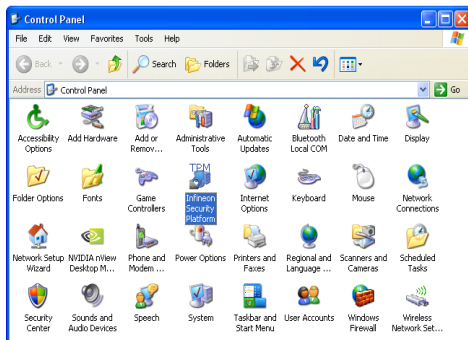 Control Panel
File Edit View Favorites Tools Help
Back Search Folders
Address Control Panel Go
Accessibility Options
Add Hardware
Add or Remov...
Administrative Tools
Automatic Updates
Bluetooth Local COM
Date and Time
Display
Folder Options
Fonts
Game Controllers
TPM
Infineon Security Platform
Internet Options
Keyboard
Mouse
Network Connections
Network Setup Wizard
NVIDIA nView Desktop M...
Phone and Modem ...
Power Options
Printers and Faxes
Regional and Language ...
Scanners and Cameras
Scheduled Tasks
Security Center
Sounds and Audio Devices
Speech
System
Taskbar and Start Menu
User Accounts
Windows Firewall
Wireless Network Set...